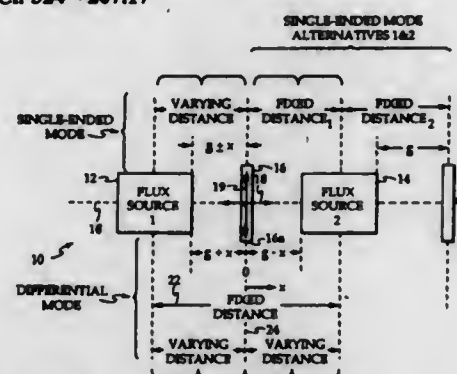 SINGLE-ENDED MODE
ALTERNATIVES 1&2
SINGLE-ENDED
MODE
VARYING
DISTANCE
FIXED
DISTANCE1
FIXED
DISTANCE2
g ± x
g
12
16
14
19
18
FLUX
SOURCE
1
FLUX
SOURCE
2
18
16a
10
g + x
0
g - x
x
DIFFERENTIAL
MODE
22
FIXED
DISTANCE
24
VARYING
DISTANCE
VARYING
DISTANCE